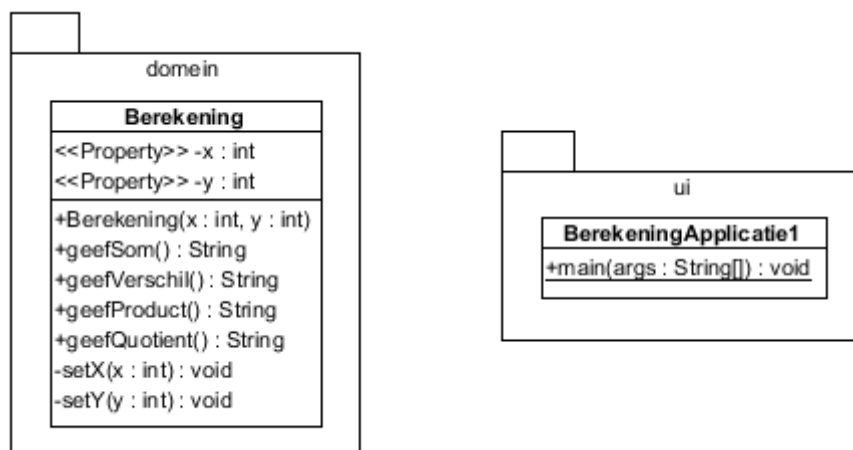 domein
Berekening
<<Property>> -x : int
<<Property>> -y : int
+Berekening(x : int, y : int)
+geefSom() : String
+geefVerschil() : String
+geefProduct() : String
+geefQuotient() : String
-setX(x : int) : void
-setY(y : int) : void
ui
BerekeningApplicatie1
+main(args : String[]) : void